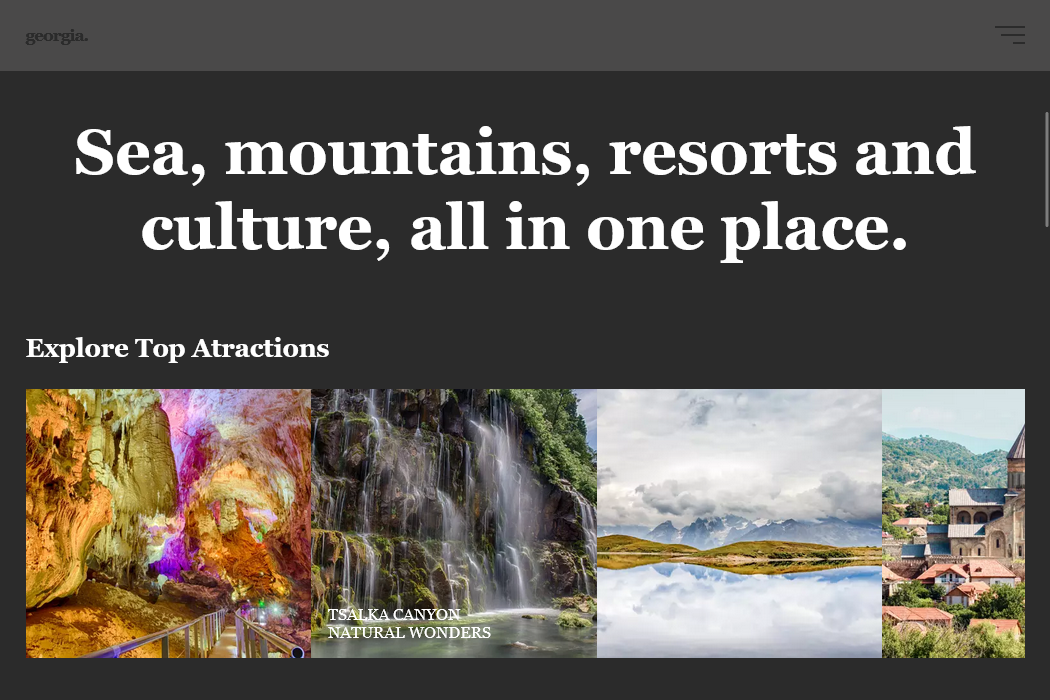 georgia.
Sea, mountains, resorts and
culture, all in one place.
Explore Top Atractions
TSALKA CANYON
NATURAL WONDERS